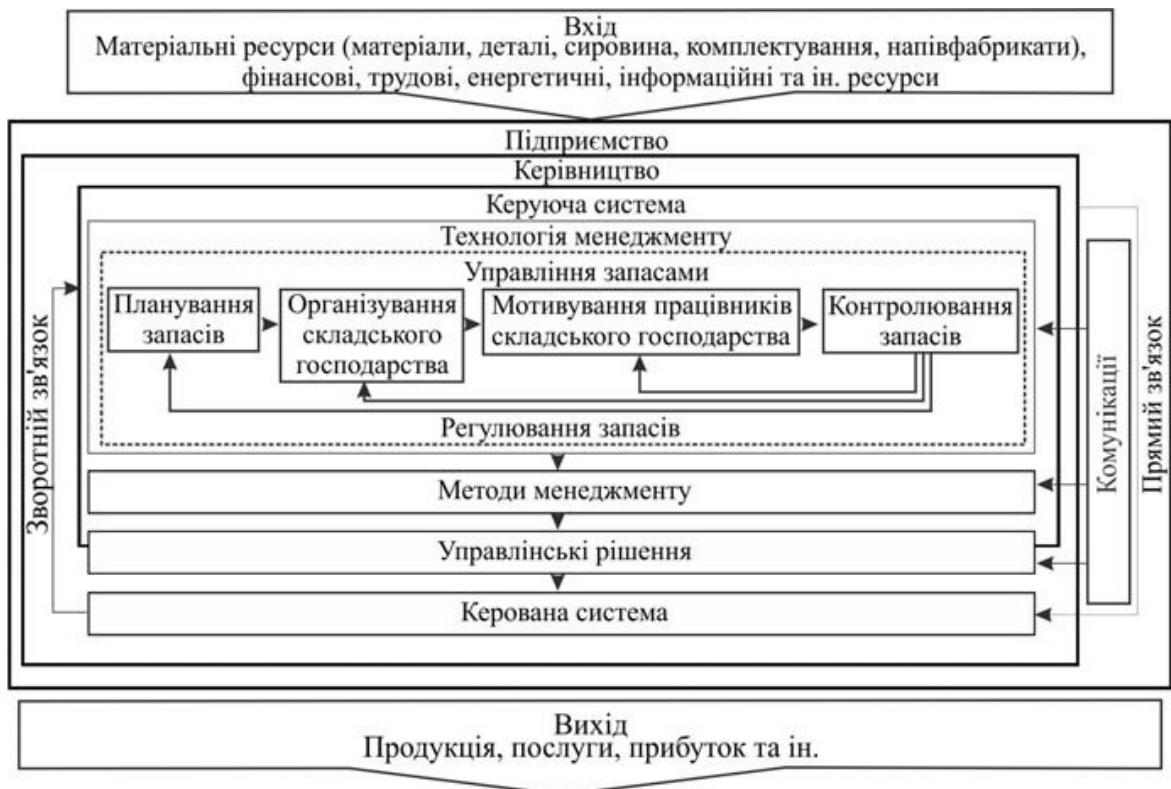 Вхід
Матеріальні ресурси (матеріали, деталі, сировина, комплектування, напівфабрикати),
фінансові, трудові, енергетичні, інформаційні та ін. ресурси
Підприємство
Керівництво
Керуюча система
Технологія менеджменту
Управління запасами
Планування
запасів
Організування
складського
господарства
Мотивування працівників
складського господарства
Контролювання
запасів
Регулювання запасів
Методи менеджменту
Управлінські рішення
Керована система
Зворотній зв'язок
Комунікації
Прямий зв'язок
Вихід
Продукція, послуги, прибуток та ін.